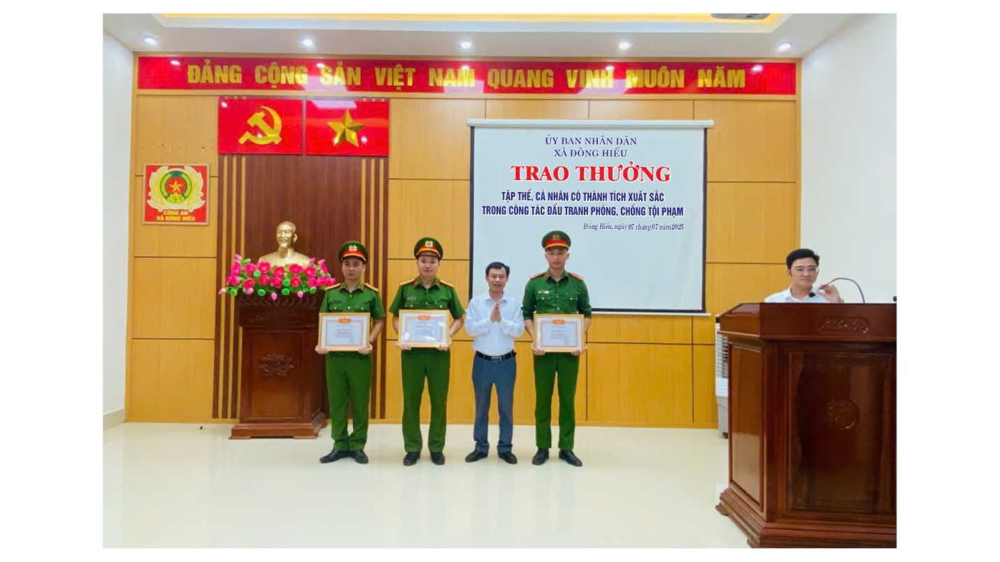 ĐẢNG CỘNG SẢN VIỆT NAM QUANG VINH MUÔN NĂM
ỦY BAN NHÂN DÂN
XÃ ĐÔNG HIẾU
TRAO THƯỞNG
TẬP THỂ, CÁ NHÂN CÓ THÀNH TÍCH XUẤT SẮC
TRONG CÔNG TÁC ĐẤU TRANH PHÒNG, CHỐNG TỘI PHẠM
Đông Hiếu, ngày 07 tháng 07 năm 2025
CÔNG AN
XÃ ĐÔNG HIẾU